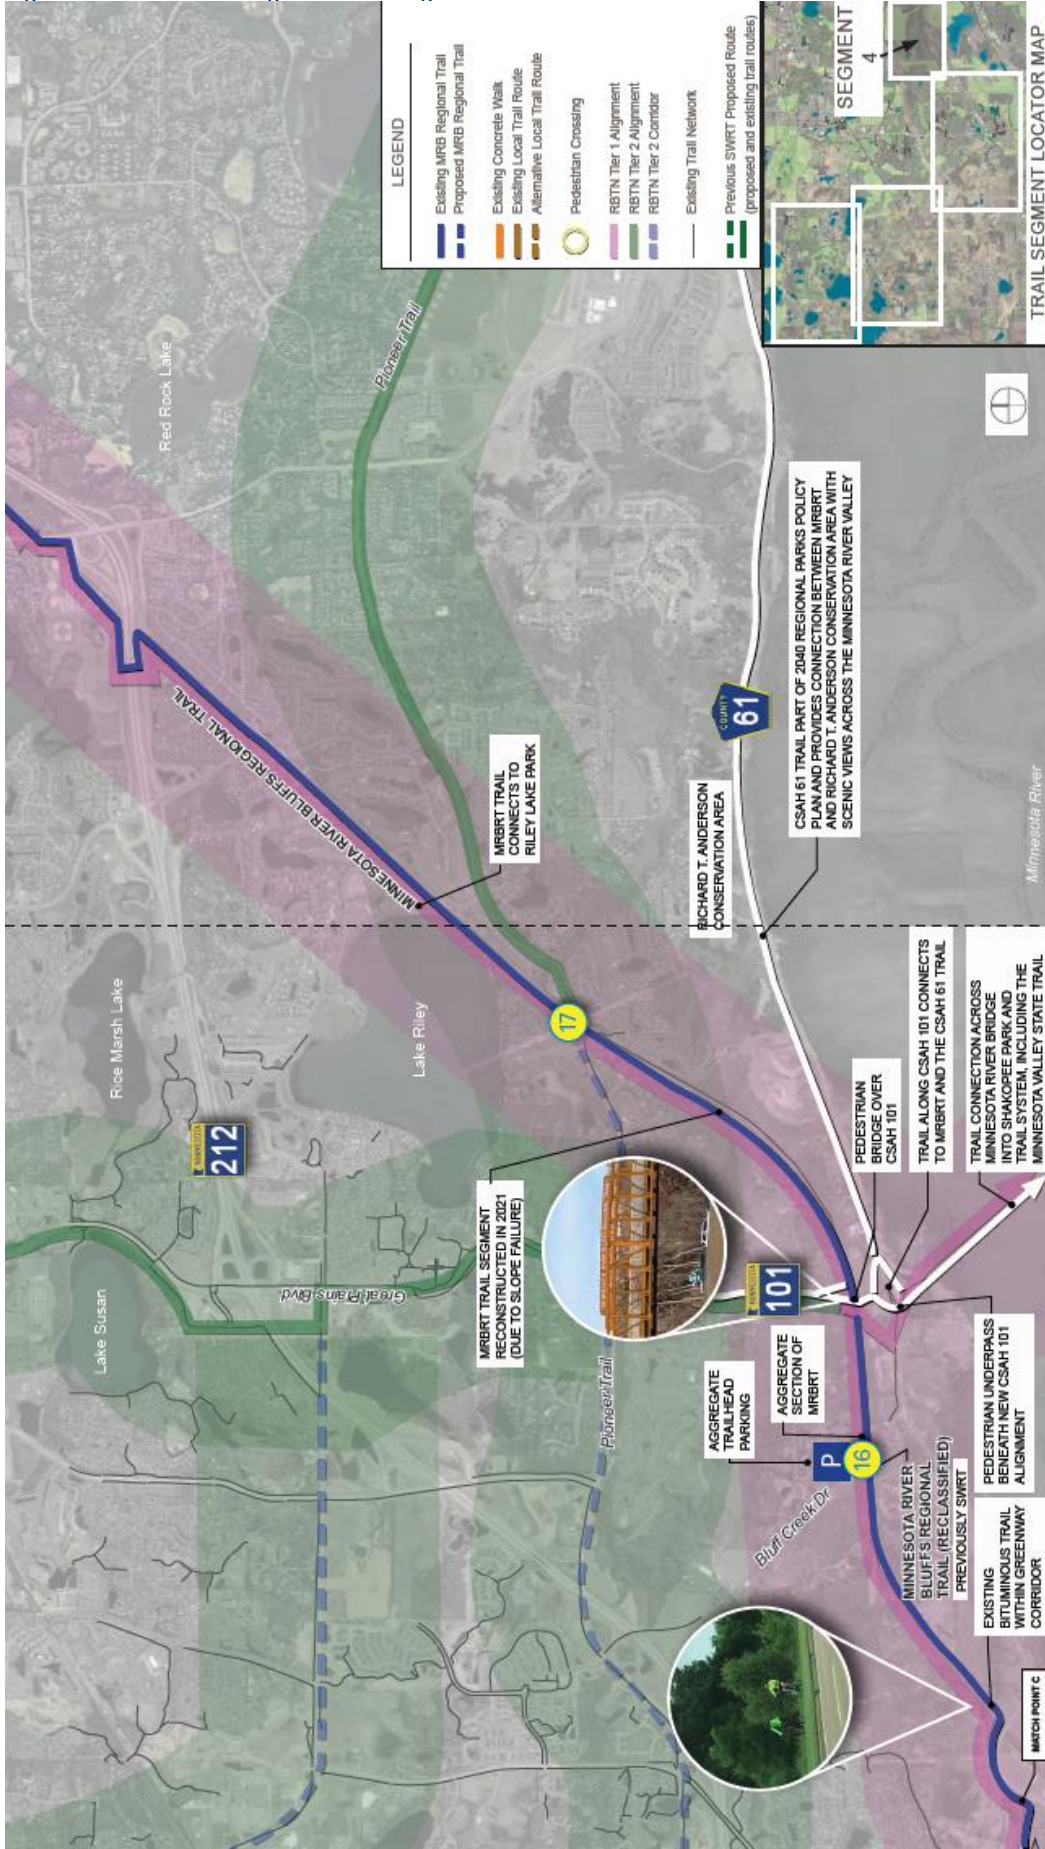 Lake Susan
Rice Marsh Lake
Red Rock Lake
MINNESOTA
212
Great Plains Blvd.
Lake Riley
MINNESOTA RIVER BLUFFS REGIONAL TRAIL
Pioneer Trail
MRBRT TRAIL
CONNECTS TO
RILEY LAKE PARK
MRBRT TRAIL SEGMENT
RECONSTRUCTED IN 2021
(DUE TO SLOPE FAILURE)
17
Pioneer Trail
RICHARD T. ANDERSON
CONSERVATION AREA
COUNTY
61
CSAH 61 TRAIL PART OF 2040 REGIONAL PARKS POLICY
PLAN AND PROVIDES CONNECTION BETWEEN MRBRT
AND RICHARD T. ANDERSON CONSERVATION AREA WITH
SCENIC VIEWS ACROSS THE MINNESOTA RIVER VALLEY
MINNESOTA
101
AGGREGATE
TRAILHEAD
PARKING
AGGREGATE
SECTION OF
MRBRT
P
16
Bluff Creek Dr
PEDESTRIAN
BRIDGE OVER
CSAH 101
MINNESOTA RIVER
BLUFFS REGIONAL
TRAIL (RECLASSIFIED)
PREVIOUSLY SWRT
TRAIL ALONG CSAH 101 CONNECTS
TO MRBRT AND THE CSAH 61 TRAIL
EXISTING
BITUMINOUS TRAIL
WITHIN GREENWAY
CORRIDOR
PEDESTRIAN UNDERPASS
BENEATH NEW CSAH 101
ALIGNMENT
TRAIL CONNECTION ACROSS
MINNESOTA RIVER BRIDGE
INTO SHAKOPEE PARK AND
TRAIL SYSTEM, INCLUDING THE
MINNESOTA VALLEY STATE TRAIL
Minnesota River
MATCH POINT C
LEGEND
Existing MRB Regional Trail
Proposed MRB Regional Trail
Existing Concrete Walk
Existing Local Trail Route
Alternative Local Trail Route
Pedestrian Crossing
RBTN Tier 1 Alignment
RBTN Tier 2 Alignment
RBTN Tier 2 Corridor
Existing Trail Network
Previous SWRT Proposed Route
(proposed and existing trail routes)
SEGMENT
4
TRAIL SEGMENT LOCATOR MAP